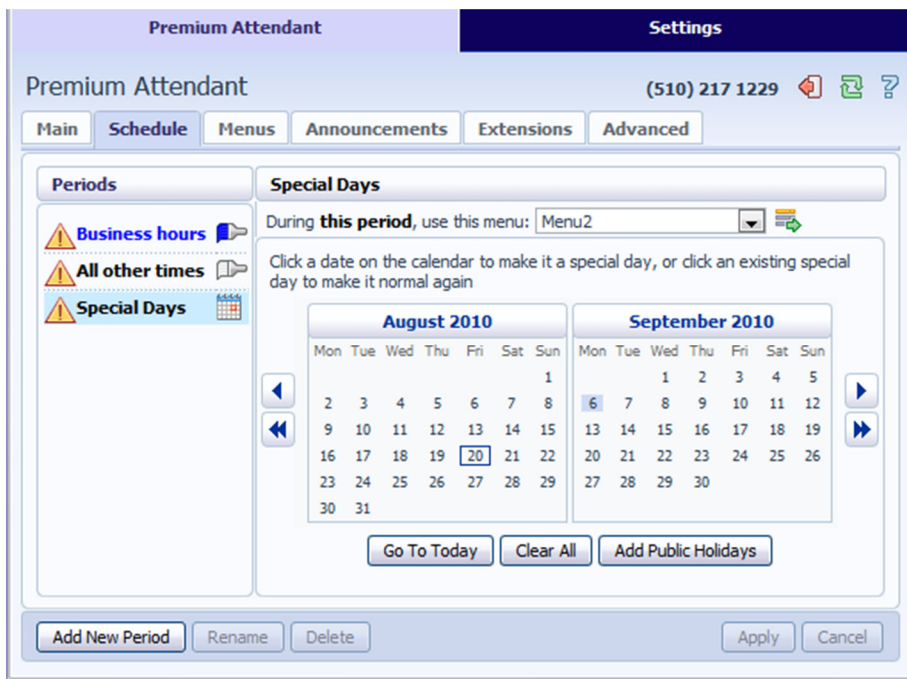 Premium Attendant Settings
Premium Attendant (510) 217 1229
Main Schedule Menus Announcements Extensions Advanced
Periods
Business hours
All other times
Special Days
Special Days
During this period, use this menu: Menu2
Click a date on the calendar to make it a special day, or click an existing special
day to make it normal again
August 2010
Mon Tue Wed Thu Fri Sat Sun
1
2 3 4 5 6 7 8
9 10 11 12 13 14 15
16 17 18 19 20 21 22
23 24 25 26 27 28 29
30 31
September 2010
Mon Tue Wed Thu Fri Sat Sun
1 2 3 4 5
6 7 8 9 10 11 12
13 14 15 16 17 18 19
20 21 22 23 24 25 26
27 28 29 30
Go To Today Clear All Add Public Holidays
Add New Period Rename Delete Apply Cancel